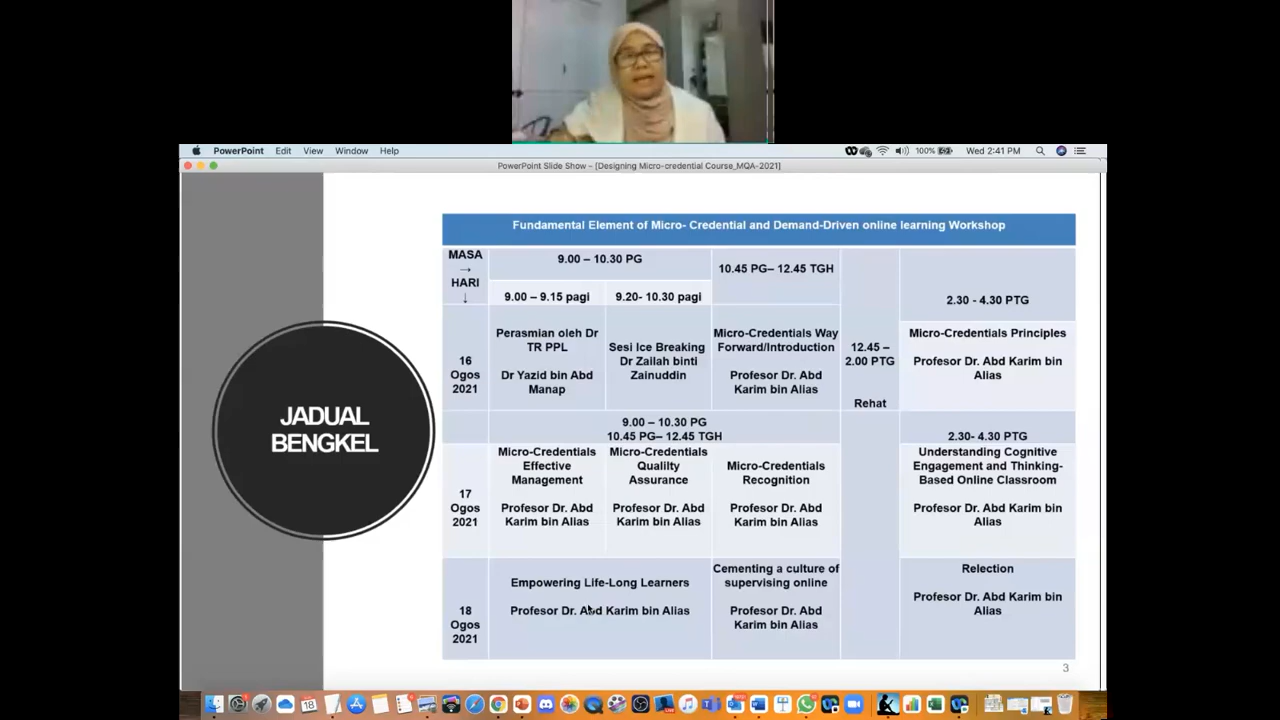 PowerPoint Edit View Window Help
100% Wed 2:41 PM
PowerPoint Slide Show - [Designing Micro-credential Course_MQA-2021]
JADUAL
BENGKEL
Fundamental Element of Micro- Credential and Demand-Driven online learning Workshop
MASA
→
HARI
↓
9.00 – 10.30 PG
10.45 PG– 12.45 TGH
9.00 – 9.15 pagi
9.20- 10.30 pagi
2.30 - 4.30 PTG
16
Ogos
2021
Perasmian oleh Dr
TR PPL
Dr Yazid bin Abd
Manap
Sesi Ice Breaking
Dr Zailah binti
Zainuddin
Micro-Credentials Way
Forward/Introduction
Profesor Dr. Abd
Karim bin Alias
12.45 –
2.00 PTG
Rehat
Micro-Credentials Principles
Profesor Dr. Abd Karim bin
Alias
9.00 – 10.30 PG
10.45 PG– 12.45 TGH
2.30- 4.30 PTG
17
Ogos
2021
Micro-Credentials
Effective
Management
Profesor Dr. Abd
Karim bin Alias
Micro-Credentials
Qualilty
Assurance
Profesor Dr. Abd
Karim bin Alias
Micro-Credentials
Recognition
Profesor Dr. Abd
Karim bin Alias
Understanding Cognitive
Engagement and Thinking-
Based Online Classroom
Profesor Dr. Abd Karim bin
Alias
18
Ogos
2021
Empowering Life-Long Learners
Profesor Dr. Abd Karim bin Alias
Cementing a culture of
supervising online
Profesor Dr. Abd
Karim bin Alias
Relection
Profesor Dr. Abd Karim bin
Alias
3
18